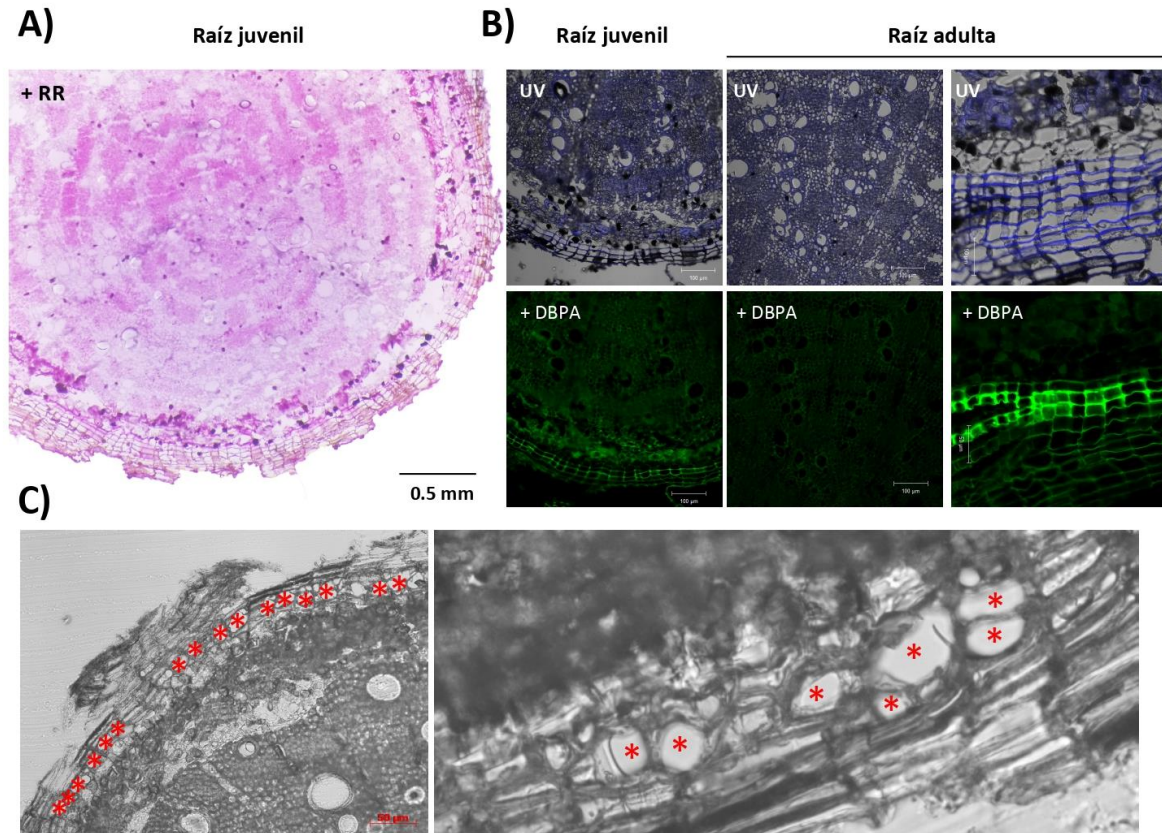 A)
Raíz juvenil
+ RR
0.5 mm
B)
Raíz juvenil
Raíz adulta
UV
UV
UV
100 µm
100 µm
+ DBPA
+ DBPA
+ DBPA
100 µm
100 µm
C)
50 µm